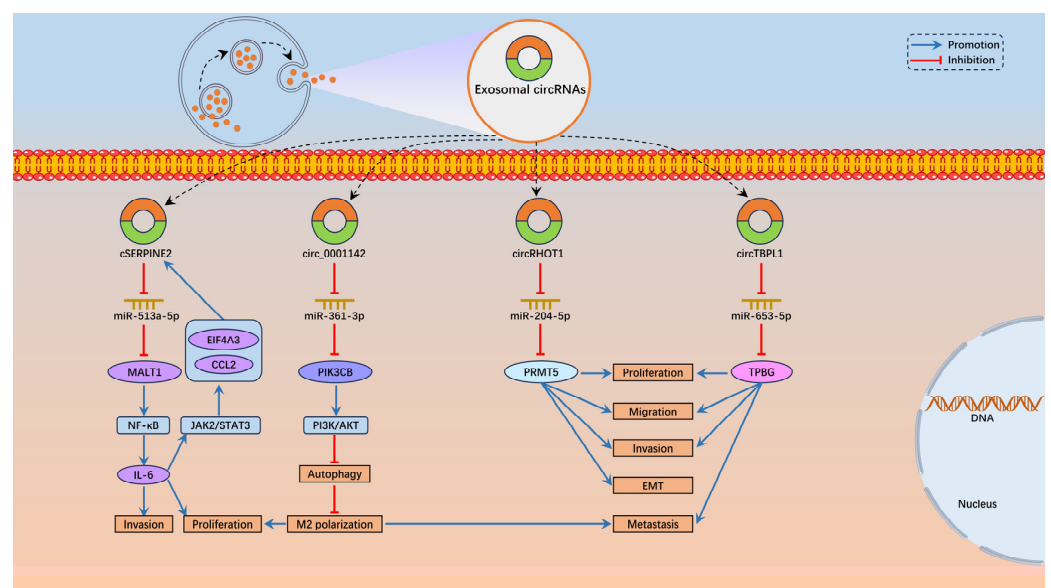 Exosomal circRNAs
Promotion
Inhibition
cSERPINE2
circ_0001142
circRHOT1
circTBPL1
miR-513a-5p
miR-361-3p
miR-204-5p
miR-653-5p
EIF4A3
CCL2
MALT1
PIK3CB
PRMT5
Proliferation
TPBG
Migration
DNA
NF-κB
JAK2/STAT3
PI3K/AKT
Invasion
IL-6
Autophagy
EMT
Nucleus
Invasion
Proliferation
M2 polarization
Metastasis